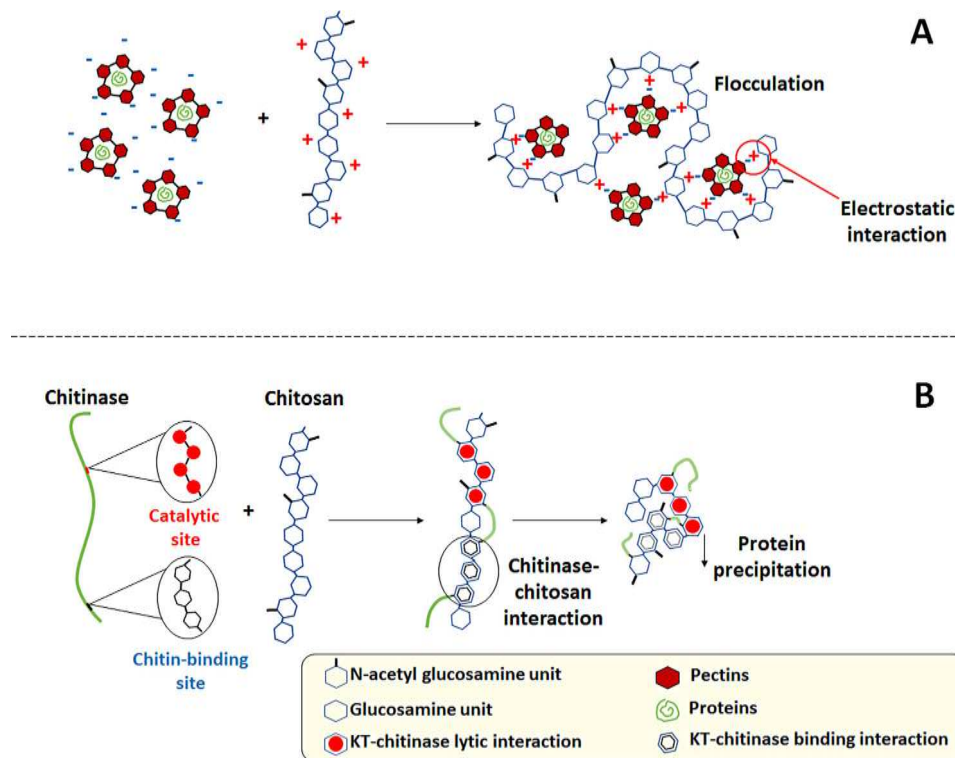 A
Flocculation
+
Electrostatic
interaction
B
Chitinase
Chitosan
+
Catalytic
site
Chitin-binding
site
Chitinase-
chitosan
interaction
Protein
precipitation
N-acetyl glucosamine unit
Pectins
Glucosamine unit
Proteins
KT-chitinase lytic interaction
KT-chitinase binding interaction